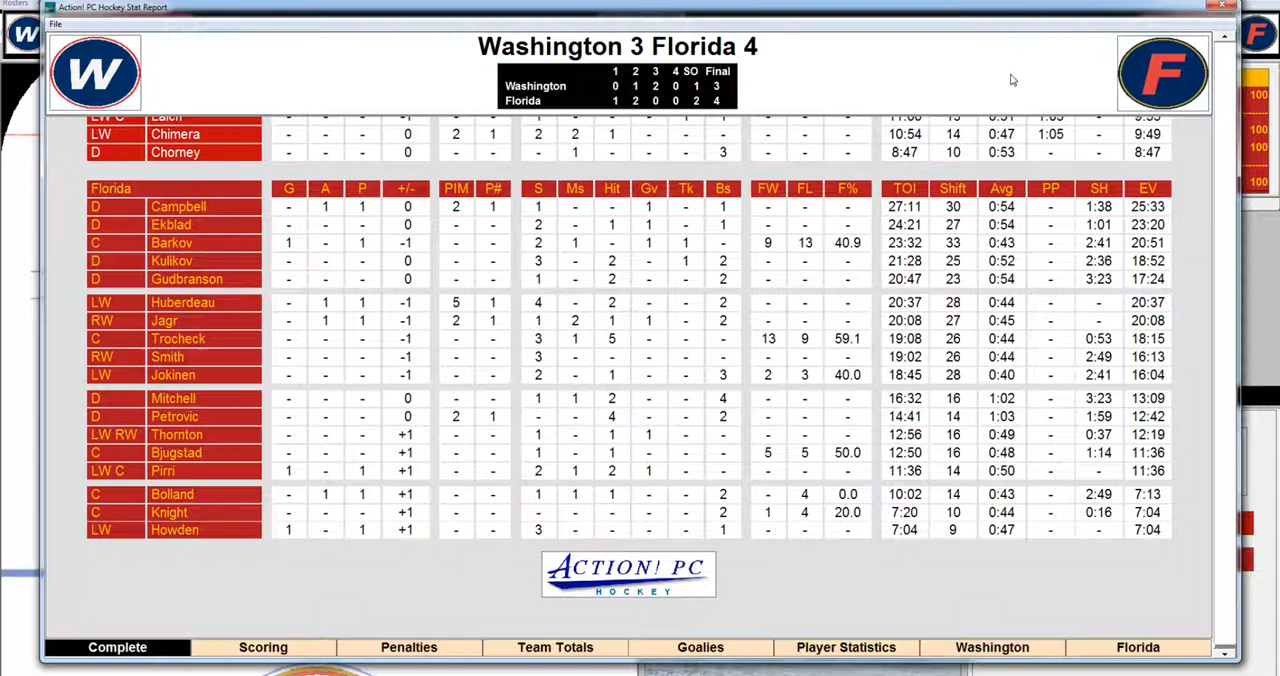 Rosters
Action! PC Hockey Stat Report
File
W
W
Washington 3 Florida 4
F
F
1 2 3 4 SO Final
Washington 0 1 2 0 1 3
Florida 1 2 0 0 2 4
100
100
100
100
LW C Laich - - - -1 - - 1 - - - 1 1 - - - 11:00 15 0:51 1:05 - 9:55
LW Chimera 0 2 1 2 2 1 - - - - - - 10:54 14 0:47 1:05 - 9:49
D Chorney - - - 0 - - - 1 - - - 3 - - - 8:47 10 0:53 - - 8:47
Florida G A P +/- PIM P# S Ms Hit Gv Tk Bs FW FL F% TOI Shift Avg PP SH EV
D Campbell - 1 1 0 2 1 1 - - 1 - 1 - - - 27:11 30 0:54 - 1:38 25:33
D Ekblad - - - 0 - - 2 - 1 1 - 1 - - - 24:21 27 0:54 - 1:01 23:20
C Barkov 1 - 1 -1 - - 2 1 - 1 1 - 9 13 40.9 23:32 33 0:43 - 2:41 20:51
D Kulikov - - - 0 - - 3 - 2 - 1 2 - - - 21:28 25 0:52 - 2:36 18:52
D Gudbranson - - - 0 - - 1 - 2 - - 2 - - - 20:47 23 0:54 - 3:23 17:24
LW Huberdeau - 1 1 -1 5 1 4 - 2 - - 2 - - - 20:37 28 0:44 - - 20:37
RW Jagr - 1 1 -1 2 1 1 2 1 1 - 2 - - - 20:08 27 0:45 - - 20:08
C Trocheck - - - -1 - - 3 1 5 - - - 13 9 59.1 19:08 26 0:44 - 0:53 18:15
RW Smith - - - -1 - - 3 - - - - - - - - 19:02 26 0:44 - 2:49 16:13
LW Jokinen - - - -1 - - 2 - 1 - - 3 2 3 40.0 18:45 28 0:40 - 2:41 16:04
D Mitchell - - - 0 - - 1 1 2 - - 4 - - - 16:32 16 1:02 - 3:23 13:09
D Petrovic - - - 0 2 1 - - 4 - - 2 - - - 14:41 14 1:03 - 1:59 12:42
LW RW Thornton - - - +1 - - 1 - 1 1 - - - - - 12:56 16 0:49 - 0:37 12:19
C Bjugstad - - - +1 - - 1 - - - - - 5 5 50.0 12:50 16 0:48 - 1:14 11:36
LW C Pirri 1 - 1 +1 - - 2 1 2 1 - - - - - 11:36 14 0:50 - - 11:36
C Bolland - 1 1 +1 - - 1 1 1 - - 2 - 4 0.0 10:02 14 0:43 - 2:49 7:13
C Knight - - - +1 - - - - - - - 2 1 4 20.0 7:20 10 0:44 - 0:16 7:04
LW Howden 1 - 1 +1 - - 3 - - - - 1 - - - 7:04 9 0:47 - - 7:04
ACTION! PC
HOCKEY
Complete Scoring Penalties Team Totals Goalies Player Statistics Washington Florida